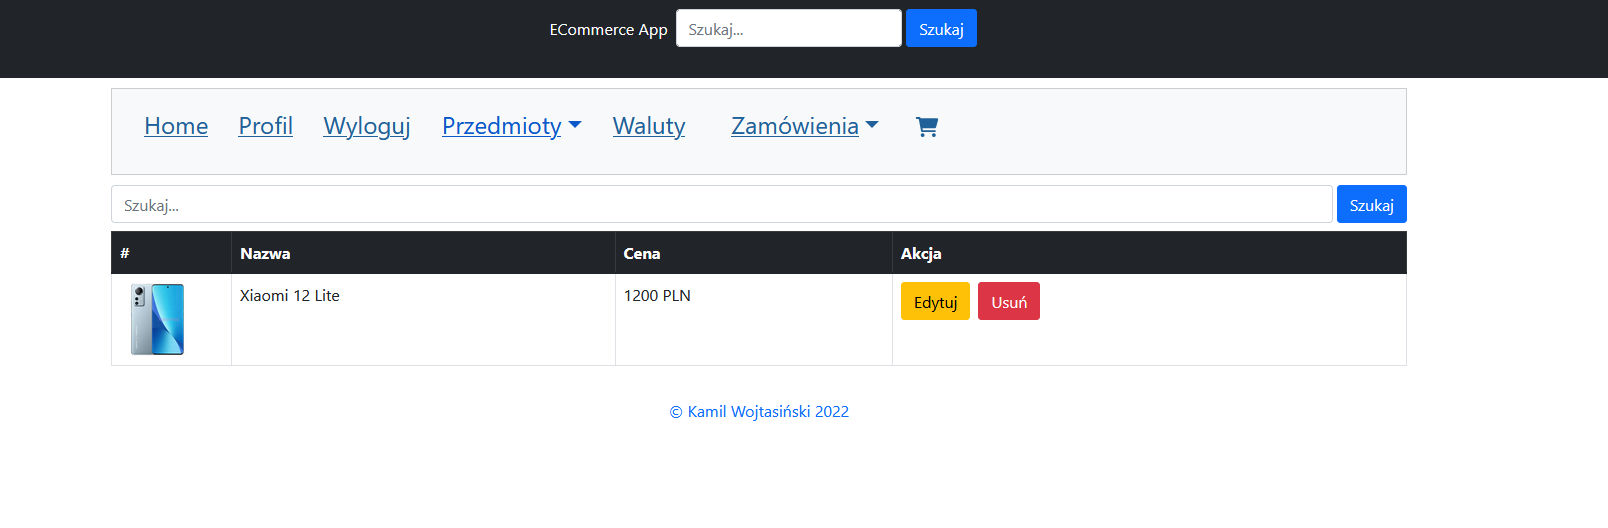 ECommerce App Szukaj... Szukaj
Home Profil Wyloguj Przedmioty Waluty Zamówienia
Szukaj... Szukaj
# Nazwa Cena Akcja
Xiaomi 12 Lite 1200 PLN Edytuj Usuń
© Kamil Wojtasiński 2022